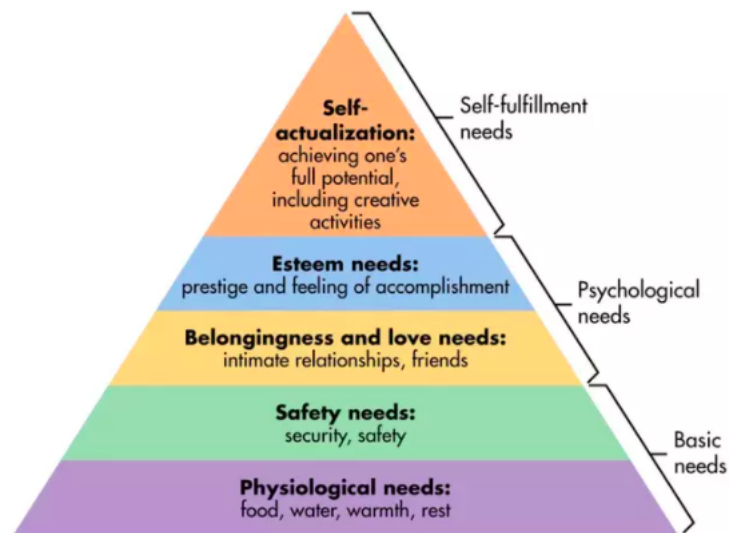 Self-
actualization:
achieving one's
full potential,
including creative
activities
Self-fulfillment
needs
Esteem needs:
prestige and feeling of accomplishment
Belongingness and love needs:
intimate relationships, friends
Psychological
needs
Safety needs:
security, safety
Physiological needs:
food, water, warmth, rest
Basic
needs